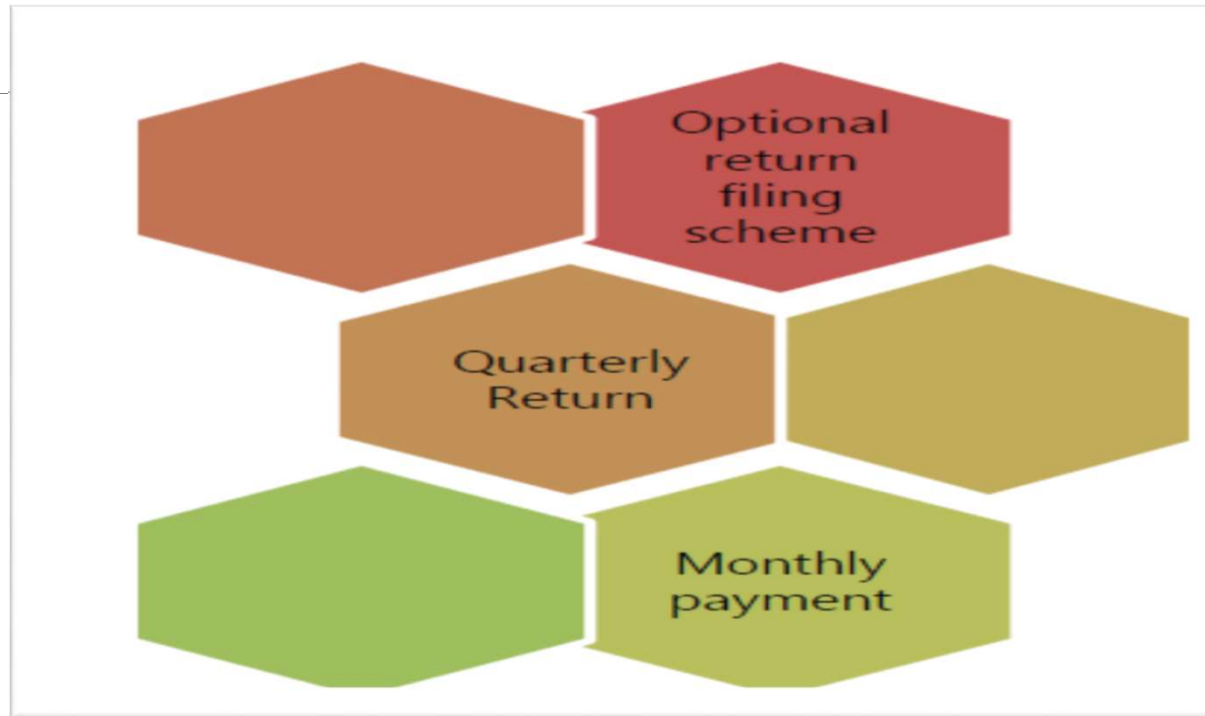 Optional
return
filing
scheme
Quarterly
Return
Monthly
payment